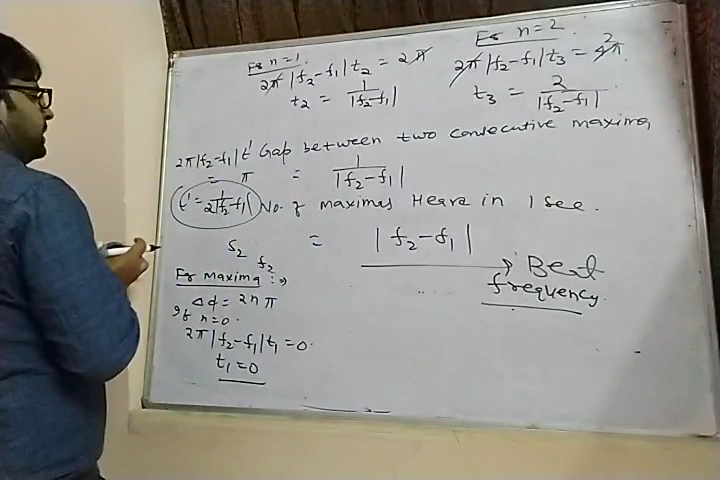 For n=1.
2π|f₂-f₁|t₂ = 2π
t₂ = 1/|f₂-f₁|
For n=2.
2π|f₂-f₁|t₃ = 4π. 2
t₃ = 2/|f₂-f₁|
Gap between two consecutive maxima,
= 1/|f₂-f₁|
2π|f₂-f₁|t'
= π
t' = 1/2|f₂-f₁|
No. of maximas Heard in 1 sec.
= |f₂-f₁|
→ Beat
frequency.
S₂ f₂
For maxima :→
Δφ = 2nπ
If n=0.
2π|f₂-f₁|t₁=0.
t₁=0